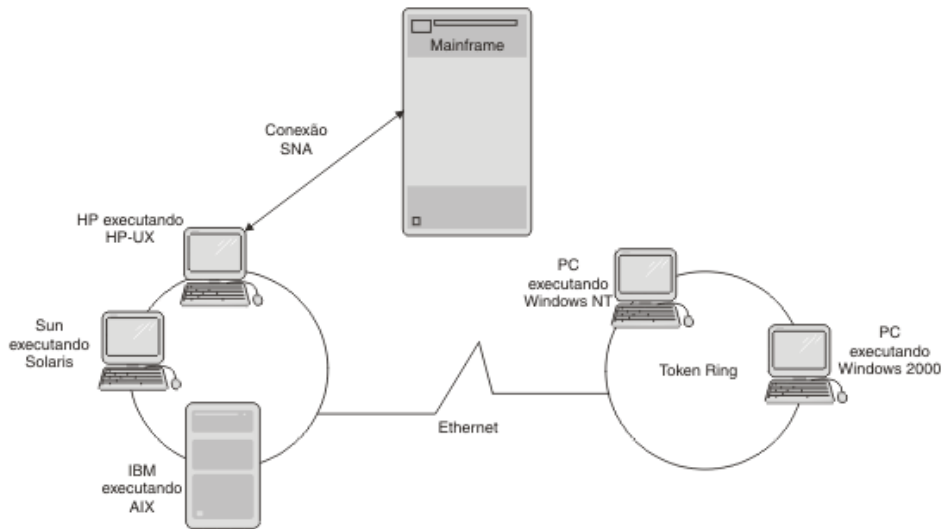 Mainframe
Conexão
SNA
HP executando
HP-UX
Sun
executando
Solaris
IBM
executando
AIX
Ethernet
PC
executando
Windows NT
Token Ring
PC
executando
Windows 2000